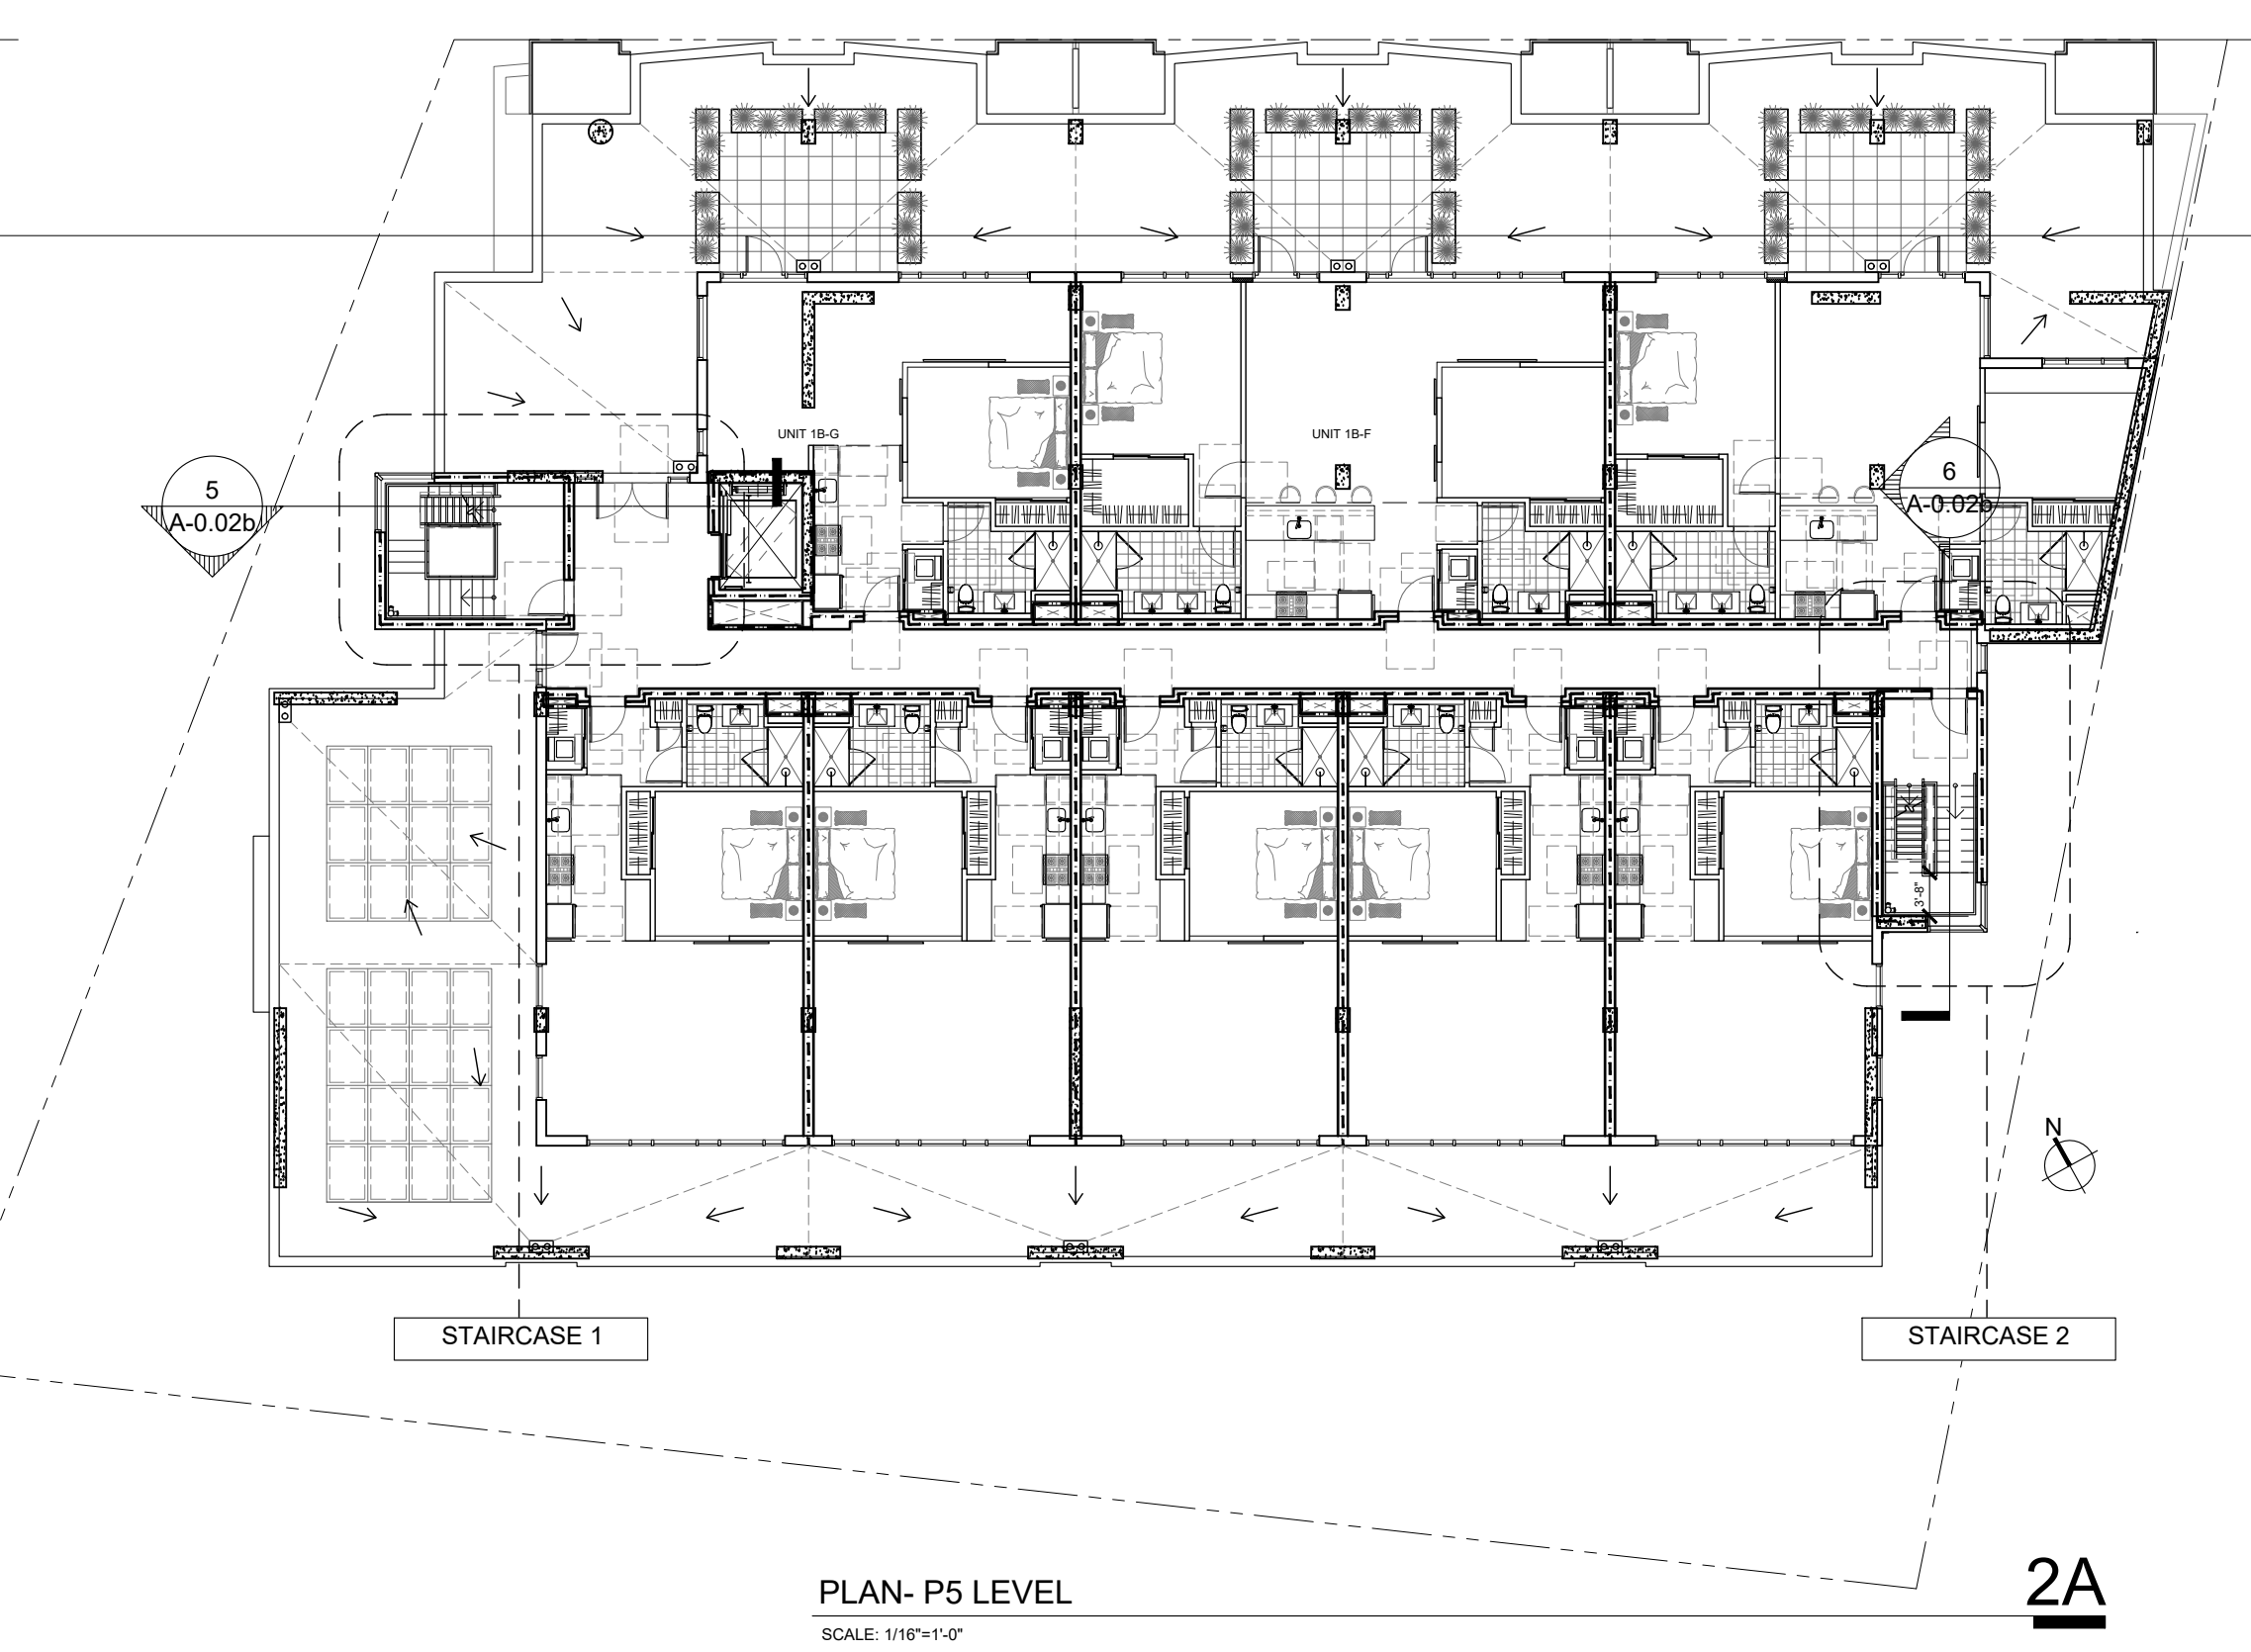 UNIT 1B-G
UNIT 1B-F
5
A-0.02b
6
A-0.02b
3'-8"
N
STAIRCASE 1
STAIRCASE 2
PLAN- P5 LEVEL
2A
SCALE: 1/16"=1'-0"